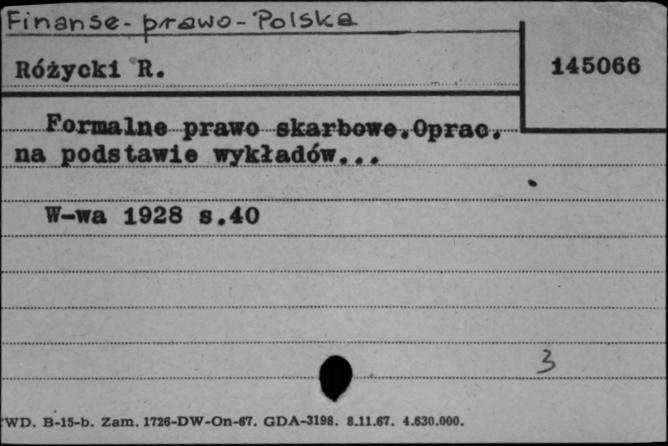 Finanse - prawo - Polska
Różycki R.
145066
Formalne prawo skarbowe.Oprac.
na podstawie wykładów...
W-wa 1928 s.40
3
WD. B-15-b. Zam. 1726-DW-On-67. GDA-3198. 8.11.67. 4.630.000.